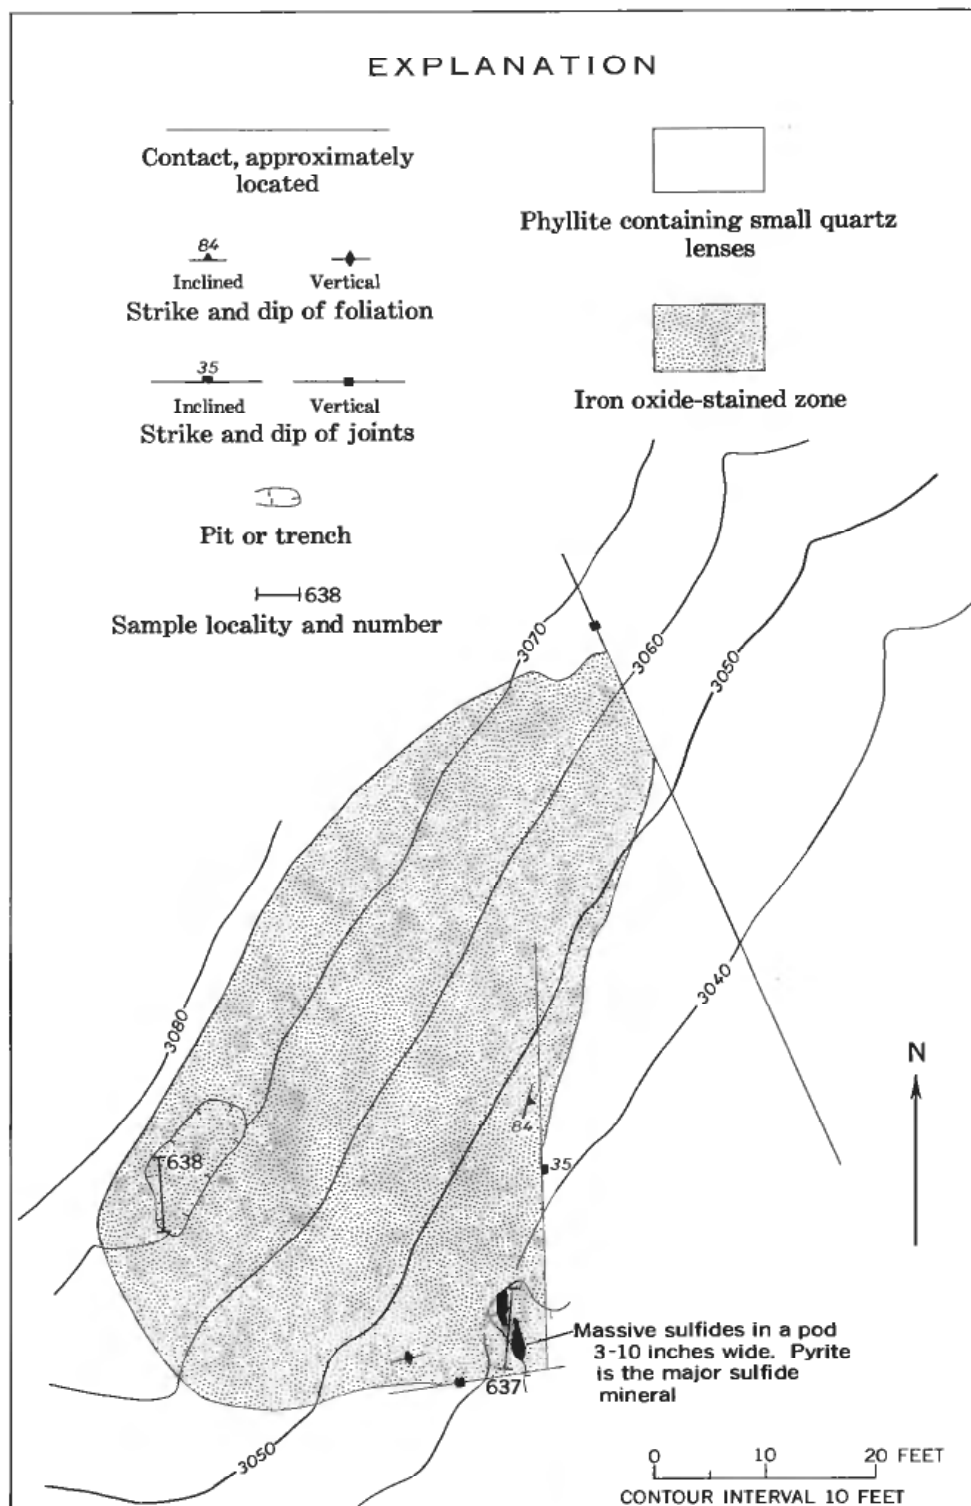 EXPLANATION
Contact, approximately
located
84
Inclined
Vertical
Strike and dip of foliation
35
Inclined
Vertical
Strike and dip of joints
Pit or trench
638
Sample locality and number
Phyllite containing small quartz
lenses
Iron oxide-stained zone
3070
3060
3050
3040
3080
N
84
35
638
Massive sulfides in a pod
3-10 inches wide. Pyrite
is the major sulfide
mineral
637
3050
0 10 20 FEET
CONTOUR INTERVAL 10 FEET